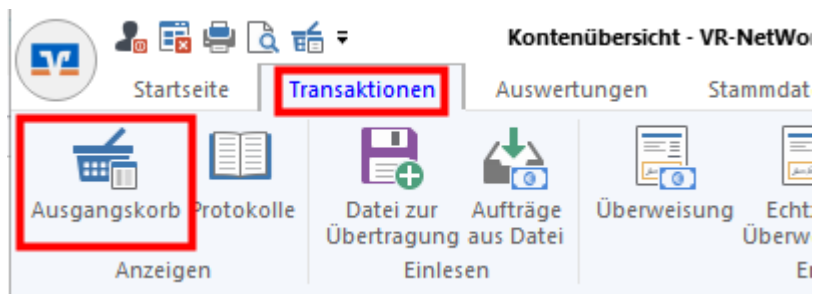 Kontenübersicht - VR-NetWo
Startseite Transaktionen Auswertungen Stammdat
Ausgangskorb Protokolle Datei zur Aufträge Überweisung Echt
Übertragung aus Datei Überw
Anzeigen Einlesen E